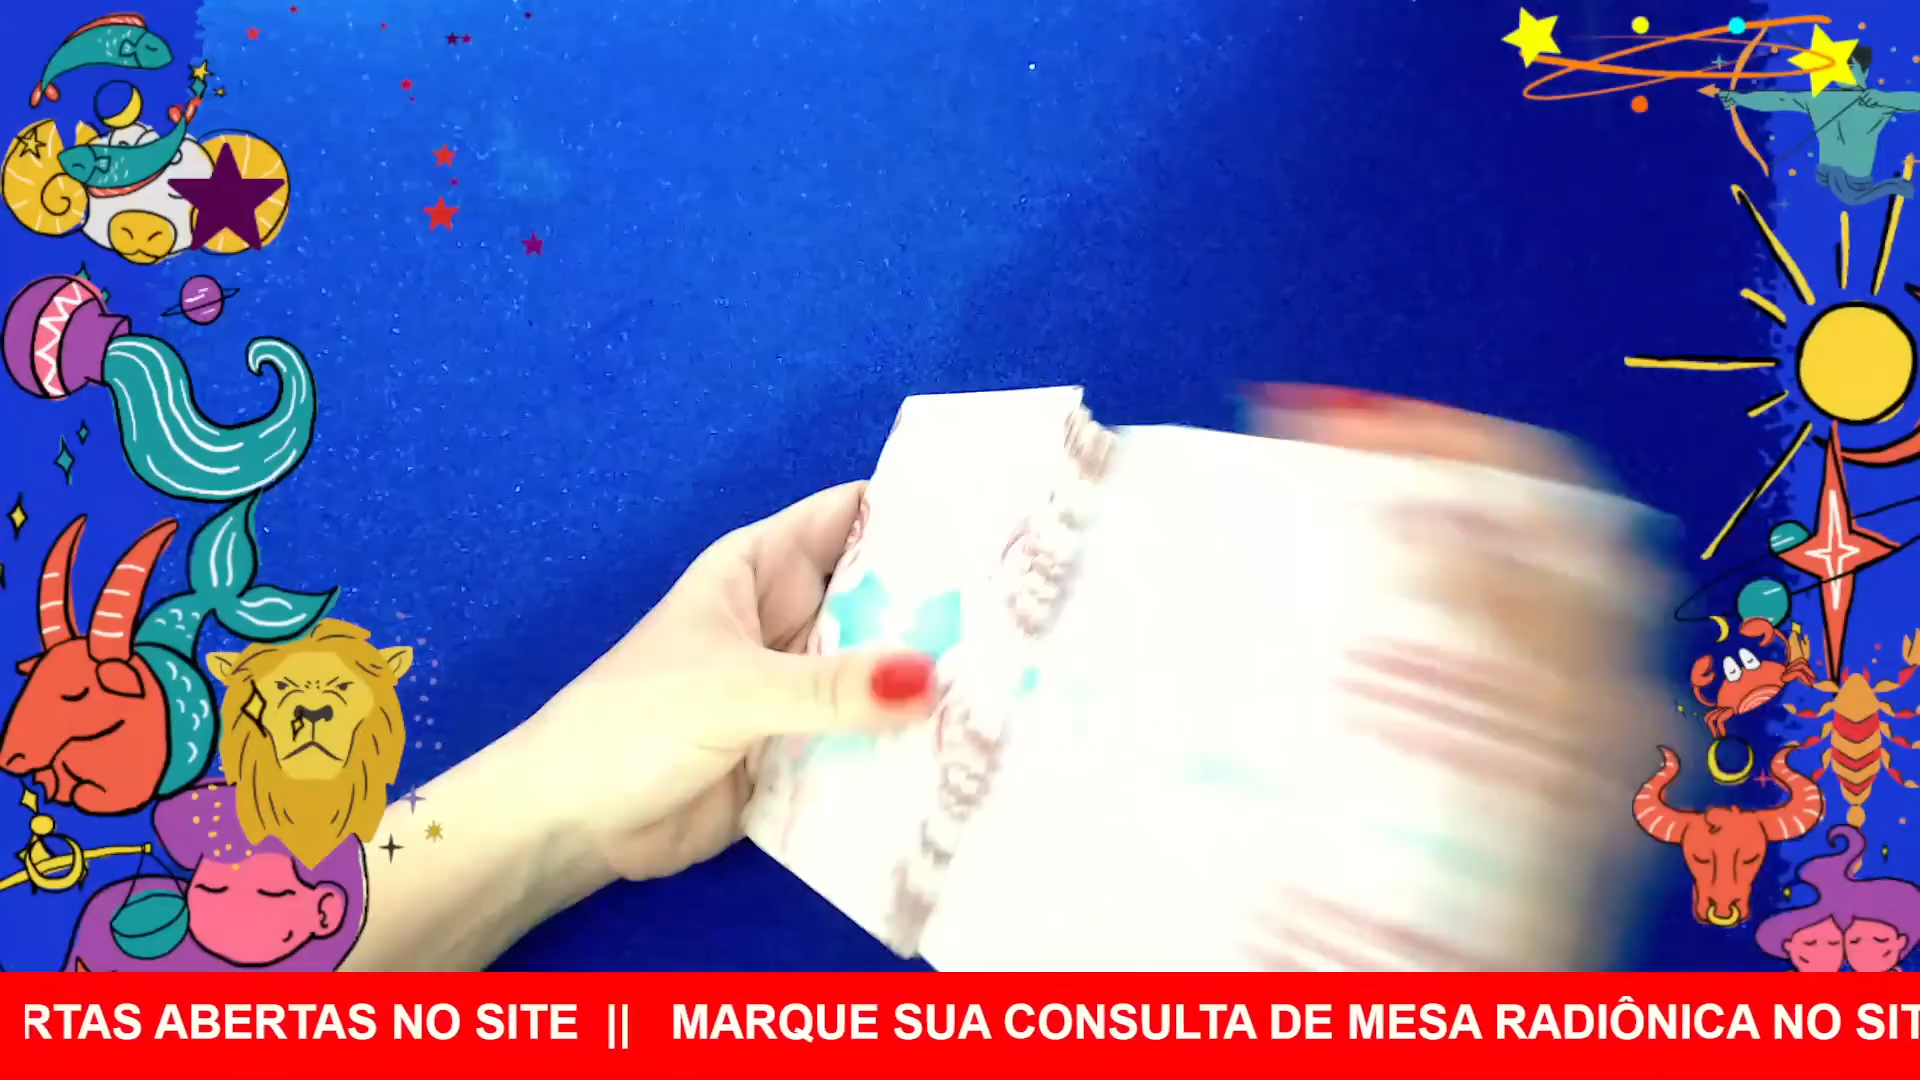 RTAS ABERTAS NO SITE || MARQUE SUA CONSULTA DE MESA RADIÔNICA NO SIT